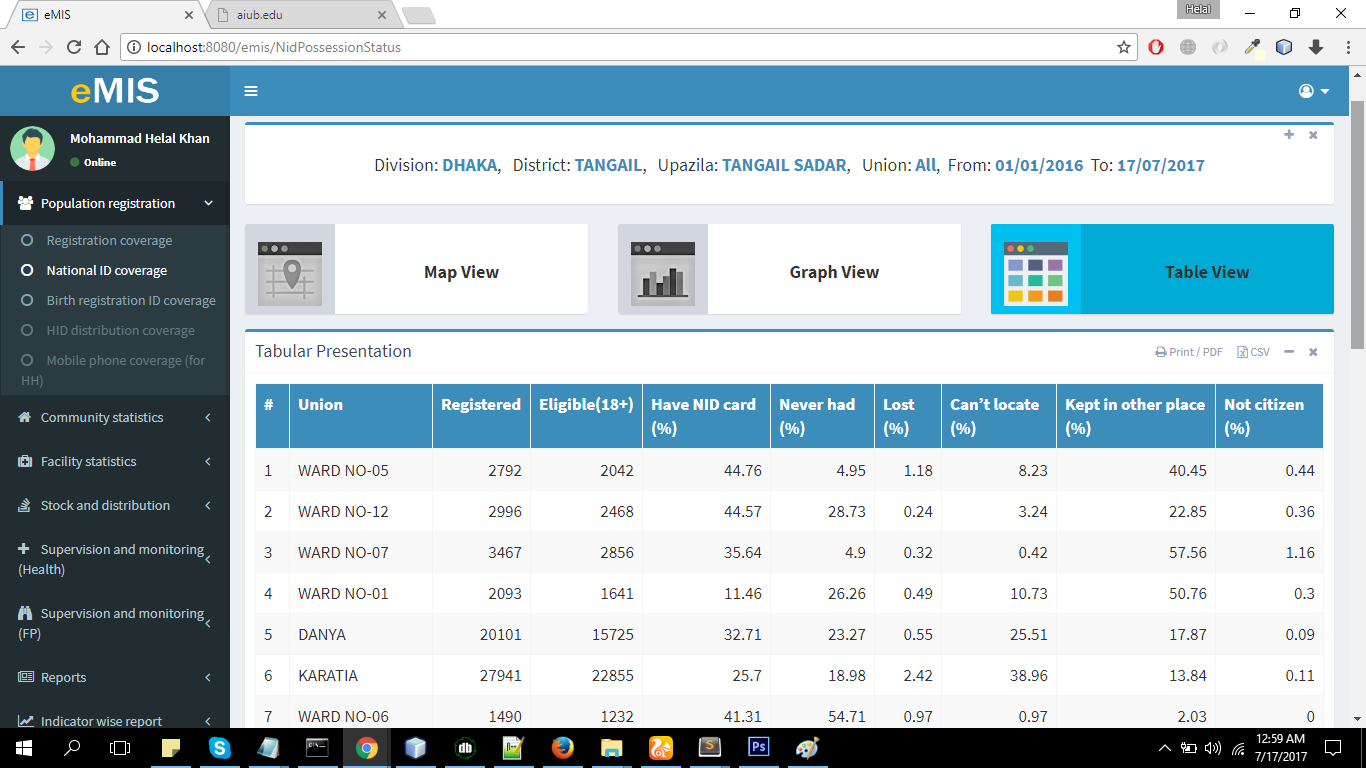 eMIS
aiub.edu
Helal
localhost:8080/emis/NidPossessionStatus
eMIS
Mohammad Helal Khan
Online
Population registration
Registration coverage
National ID coverage
Birth registration ID coverage
HID distribution coverage
Mobile phone coverage (for
HH)
Community statistics
Facility statistics
Stock and distribution
Supervision and monitoring
(Health)
Supervision and monitoring
(FP)
Reports
Indicator wise report
Division: DHAKA, District: TANGAIL, Upazila: TANGAIL SADAR, Union: All, From: 01/01/2016 To: 17/07/2017
Map View
Graph View
Table View
Tabular Presentation
Print / PDF CSV
# Union Registered Eligible(18+) Have NID card (%) Never had (%) Lost (%) Can't locate (%) Kept in other place (%) Not citizen (%)
1 WARD NO-05 2792 2042 44.76 4.95 1.18 8.23 40.45 0.44
2 WARD NO-12 2996 2468 44.57 28.73 0.24 3.24 22.85 0.36
3 WARD NO-07 3467 2856 35.64 4.9 0.32 0.42 57.56 1.16
4 WARD NO-01 2093 1641 11.46 26.26 0.49 10.73 50.76 0.3
5 DANYA 20101 15725 32.71 23.27 0.55 25.51 17.87 0.09
6 KARATIA 27941 22855 25.7 18.98 2.42 38.96 13.84 0.11
7 WARD NO-06 1490 1232 41.31 54.71 0.97 0.97 2.03 0
db
Ps
12:59 AM
7/17/2017